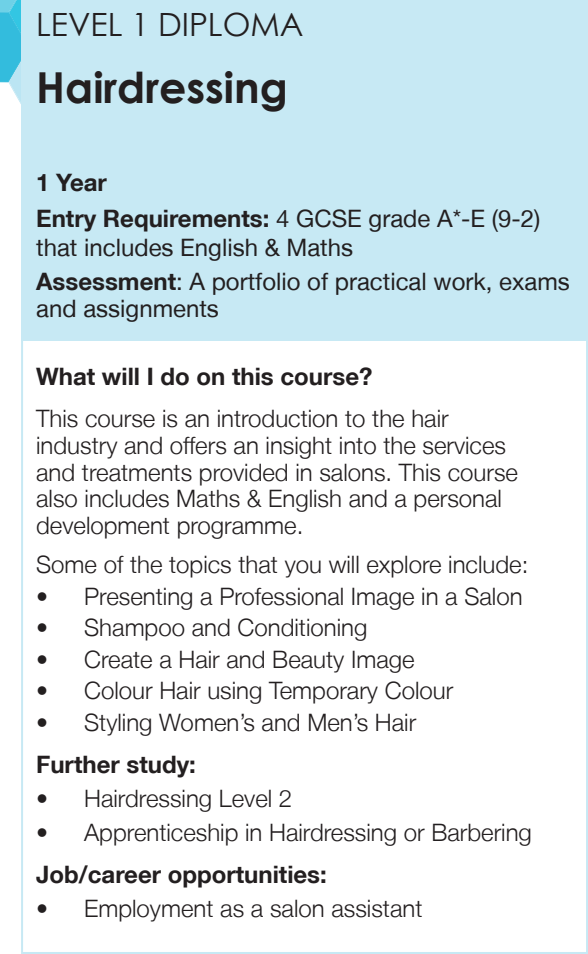 LEVEL 1 DIPLOMA
Hairdressing
1 Year
Entry Requirements: 4 GCSE grade A*-E (9-2)
that includes English & Maths
Assessment: A portfolio of practical work, exams
and assignments
What will I do on this course?
This course is an introduction to the hair
industry and offers an insight into the services
and treatments provided in salons. This course
also includes Maths & English and a personal
development programme.
Some of the topics that you will explore include:
• Presenting a Professional Image in a Salon
• Shampoo and Conditioning
• Create a Hair and Beauty Image
• Colour Hair using Temporary Colour
• Styling Women’s and Men’s Hair
Further study:
• Hairdressing Level 2
• Apprenticeship in Hairdressing or Barbering
Job/career opportunities:
• Employment as a salon assistant